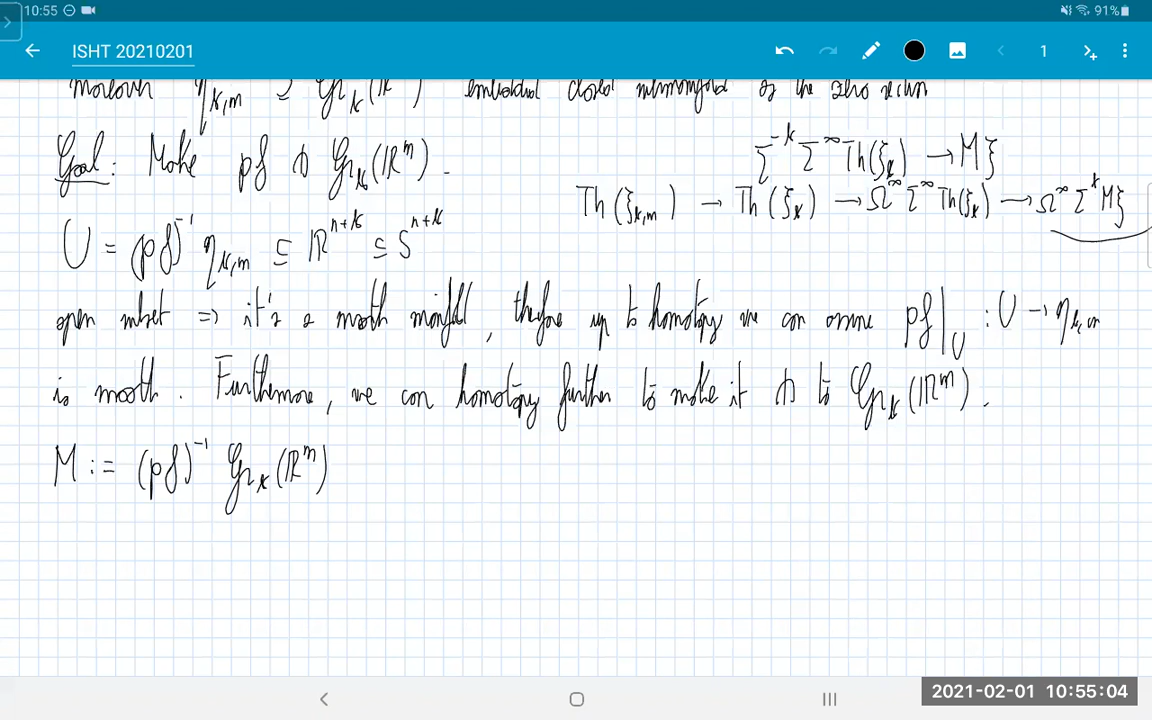 10:55 91%
ISHT 20210201 1
Moreover η_{k,m} ⊇ Gr_k(ℝ^m) embedded closed submanifold of the zero section
Goal: Make pf ⋔ Gr_k(ℝ^m).
Σ^{-k} Σ^∞ Th(ξ_k) → Mξ
Th(ξ_{k,m}) → Th(ξ_k) → Ω^∞ Σ^∞ Th(ξ_k) → Ω^∞ Σ^k Mξ
U = (pf)^{-1} η_{k,m} ⊆ ℝ^{n+k} ⊆ S^{n+k}
open subset ⇒ it's a smooth manifold, therefore up to homotopy we can assume pf|_U : U → η_{k,m}
is smooth. Furthermore, we can homotopy further to make it ⋔ to Gr_k(ℝ^m).
M := (pf)^{-1} Gr_k(ℝ^m)
2021-02-01 10:55:04